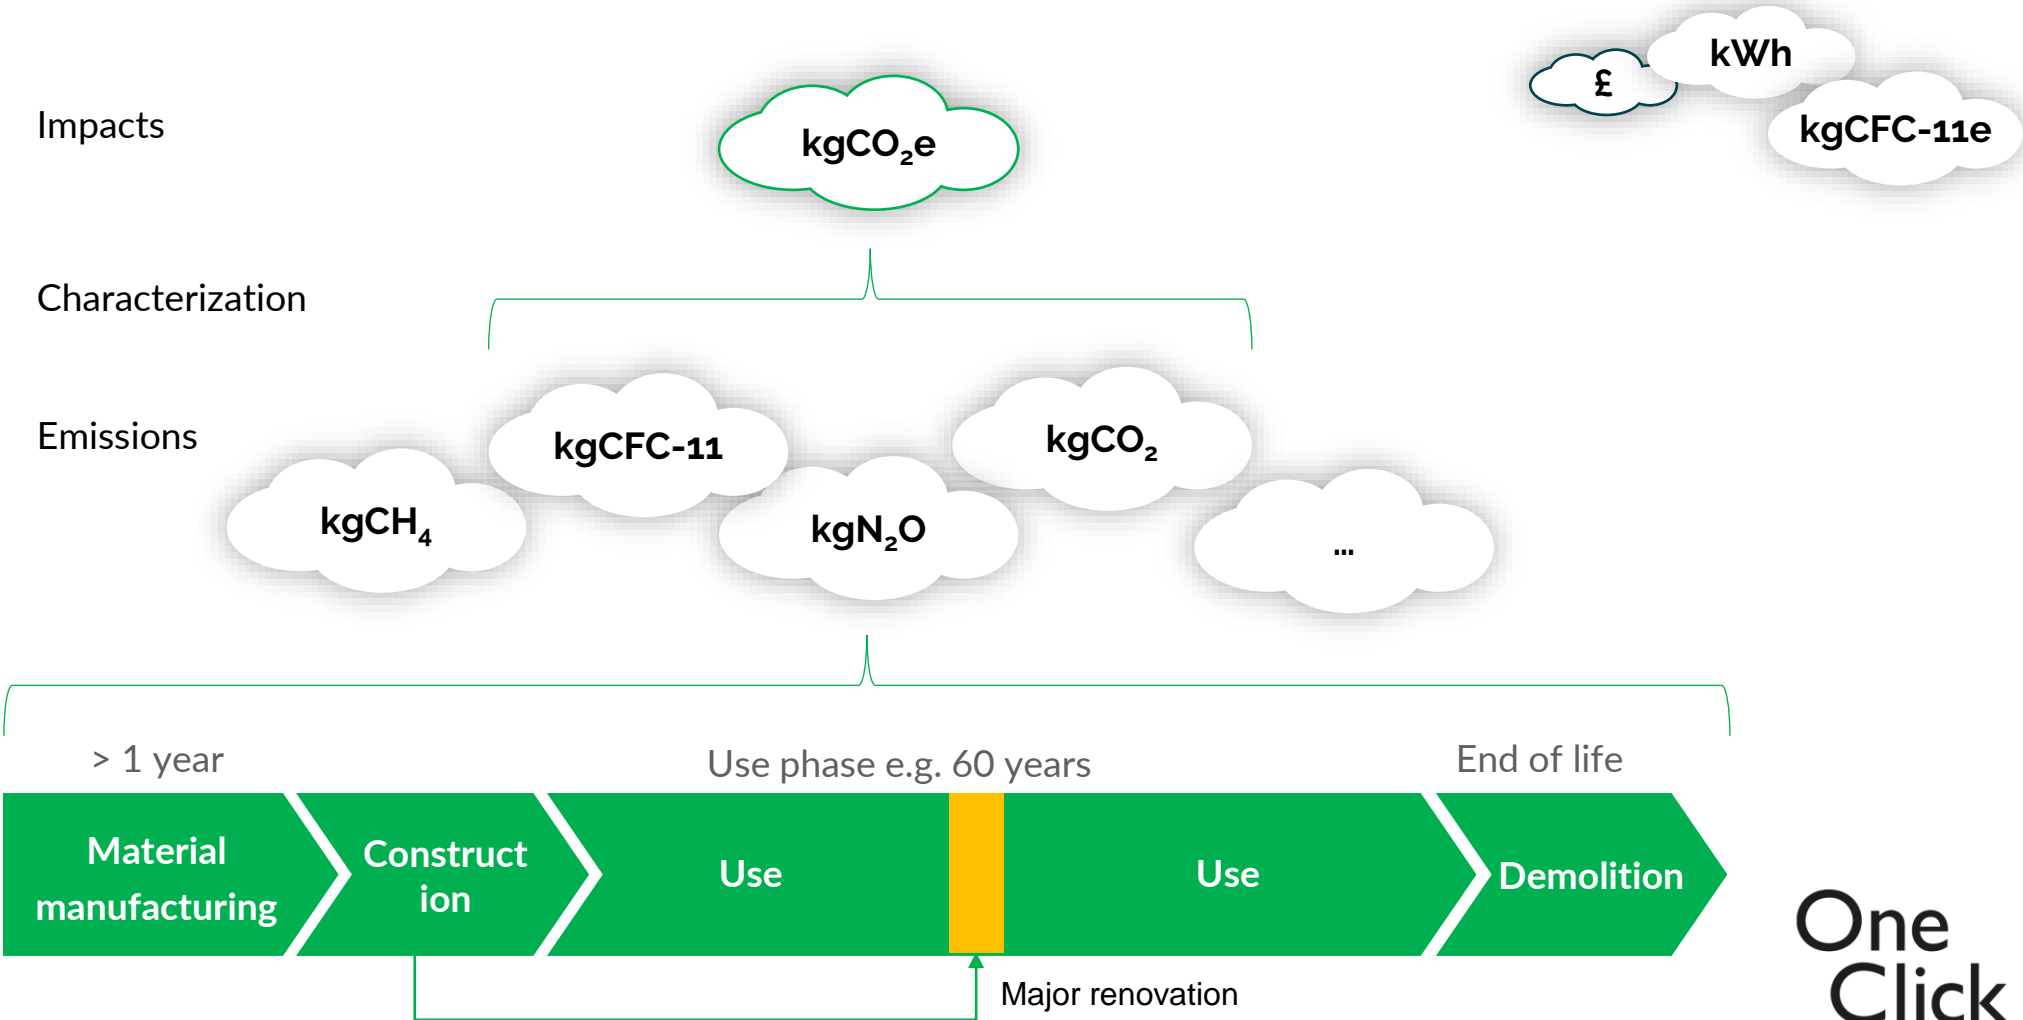 Impacts
kgCO₂e
£
kWh
kgCFC-11e
Characterization
Emissions
kgCH₄
kgCFC-11
kgN₂O
kgCO₂
...
> 1 year
Use phase e.g. 60 years
End of life
Material
manufacturing
Construct
ion
Use
Use
Demolition
Major renovation
One
Click